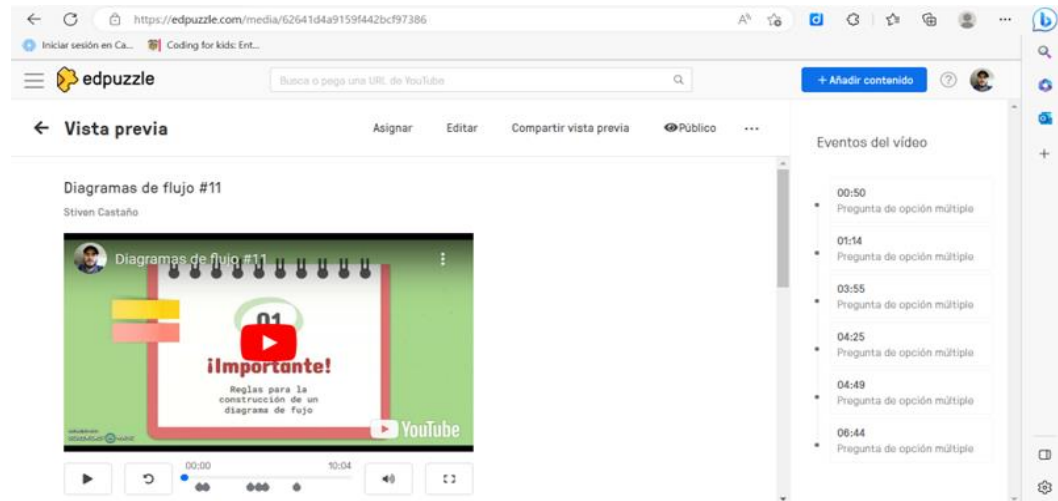 https://edpuzzle.com/media/62641d4a9159f442bcf97386
Iniciar sesión en Ca...
Coding for kids: Ent...
edpuzzle
Busca o pega una URL de YouTube
+ Añadir contenido
Vista previa
Asignar
Editar
Compartir vista previa
Público
Eventos del vídeo
Diagramas de flujo #11
Stiven Castaño
Diagramas de flujo #11
01
¡Importante!
Reglas para la
construcción de un
diagrama de fujo
YouTube
00:00
10:04
00:50
Pregunta de opción múltiple
01:14
Pregunta de opción múltiple
03:55
Pregunta de opción múltiple
04:25
Pregunta de opción múltiple
04:49
Pregunta de opción múltiple
06:44
Pregunta de opción múltiple